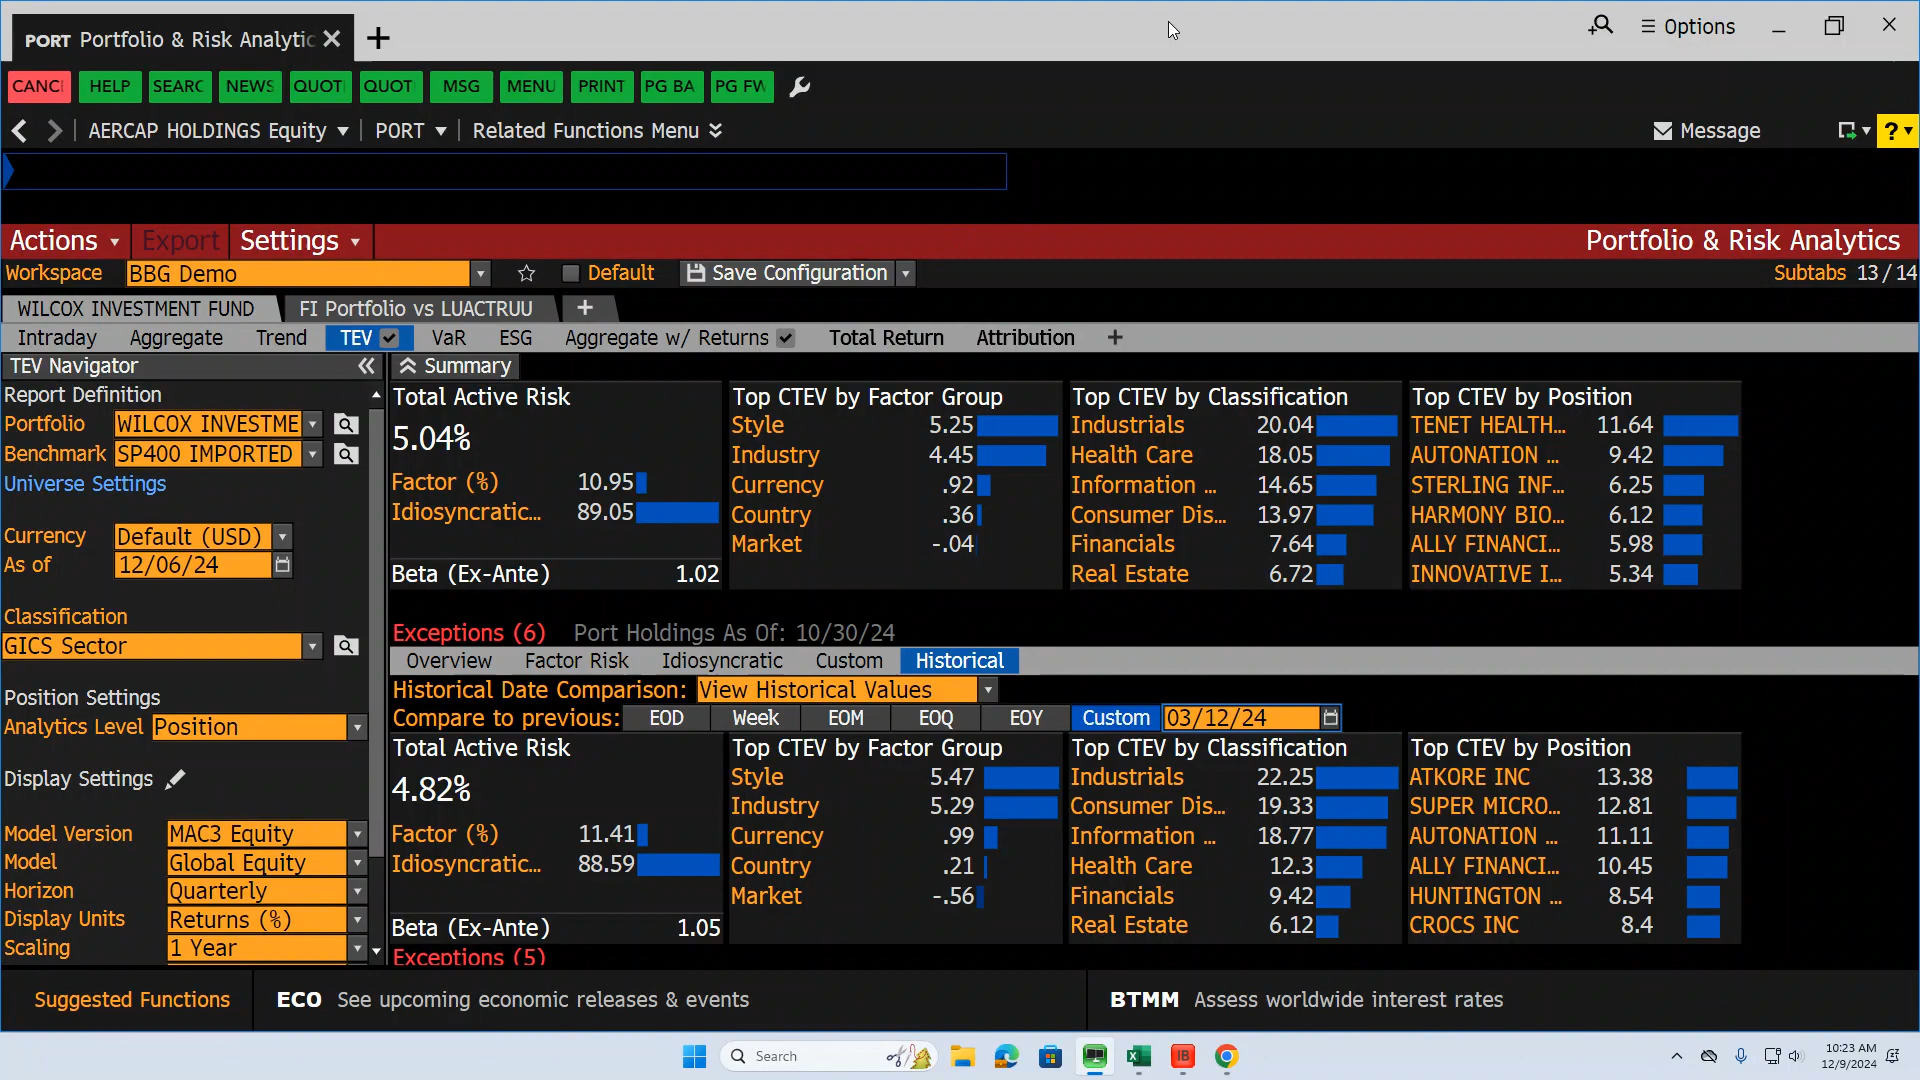 PORT Portfolio & Risk Analytic
Options
CANC HELP SEARC NEWS QUOT QUOT MSG MENU PRINT PG BA PG FW
AERCAP HOLDINGS Equity PORT Related Functions Menu Message ?
Actions Export Settings Portfolio & Risk Analytics
Workspace BBG Demo Default Save Configuration Subtabs 13/14
WILCOX INVESTMENT FUND FI Portfolio vs LUACTRUU +
Intraday Aggregate Trend TEV VaR ESG Aggregate w/ Returns Total Return Attribution +
TEV Navigator
Report Definition
Portfolio WILCOX INVESTME
Benchmark SP400 IMPORTED
Universe Settings
Currency Default (USD)
As of 12/06/24
Classification
GICS Sector
Position Settings
Analytics Level Position
Display Settings
Model Version MAC3 Equity
Model Global Equity
Horizon Quarterly
Display Units Returns (%)
Scaling 1 Year
Summary
Total Active Risk
5.04%
Factor (%) 10.95
Idiosyncratic... 89.05
Beta (Ex-Ante) 1.02
Top CTEV by Factor Group
Style 5.25
Industry 4.45
Currency .92
Country .36
Market -.04
Top CTEV by Classification
Industrials 20.04
Health Care 18.05
Information ... 14.65
Consumer Dis... 13.97
Financials 7.64
Real Estate 6.72
Top CTEV by Position
TENET HEALTH... 11.64
AUTONATION ... 9.42
STERLING INF... 6.25
HARMONY BIO... 6.12
ALLY FINANCI... 5.98
INNOVATIVE I... 5.34
Exceptions (6) Port Holdings As Of: 10/30/24
Overview Factor Risk Idiosyncratic Custom Historical
Historical Date Comparison: View Historical Values
Compare to previous: EOD Week EOM EOQ EOY Custom 03/12/24
Total Active Risk
4.82%
Factor (%) 11.41
Idiosyncratic... 88.59
Beta (Ex-Ante) 1.05
Exceptions (5)
Top CTEV by Factor Group
Style 5.47
Industry 5.29
Currency .99
Country .21
Market -.56
Top CTEV by Classification
Industrials 22.25
Consumer Dis... 19.33
Information ... 18.77
Health Care 12.3
Financials 9.42
Real Estate 6.12
Top CTEV by Position
ATKORE INC 13.38
SUPER MICRO... 12.81
AUTONATION ... 11.11
ALLY FINANCI... 10.45
HUNTINGTON ... 8.54
CROCS INC 8.4
Suggested Functions ECO See upcoming economic releases & events BTMM Assess worldwide interest rates
Search IB
10:23 AM
12/9/2024